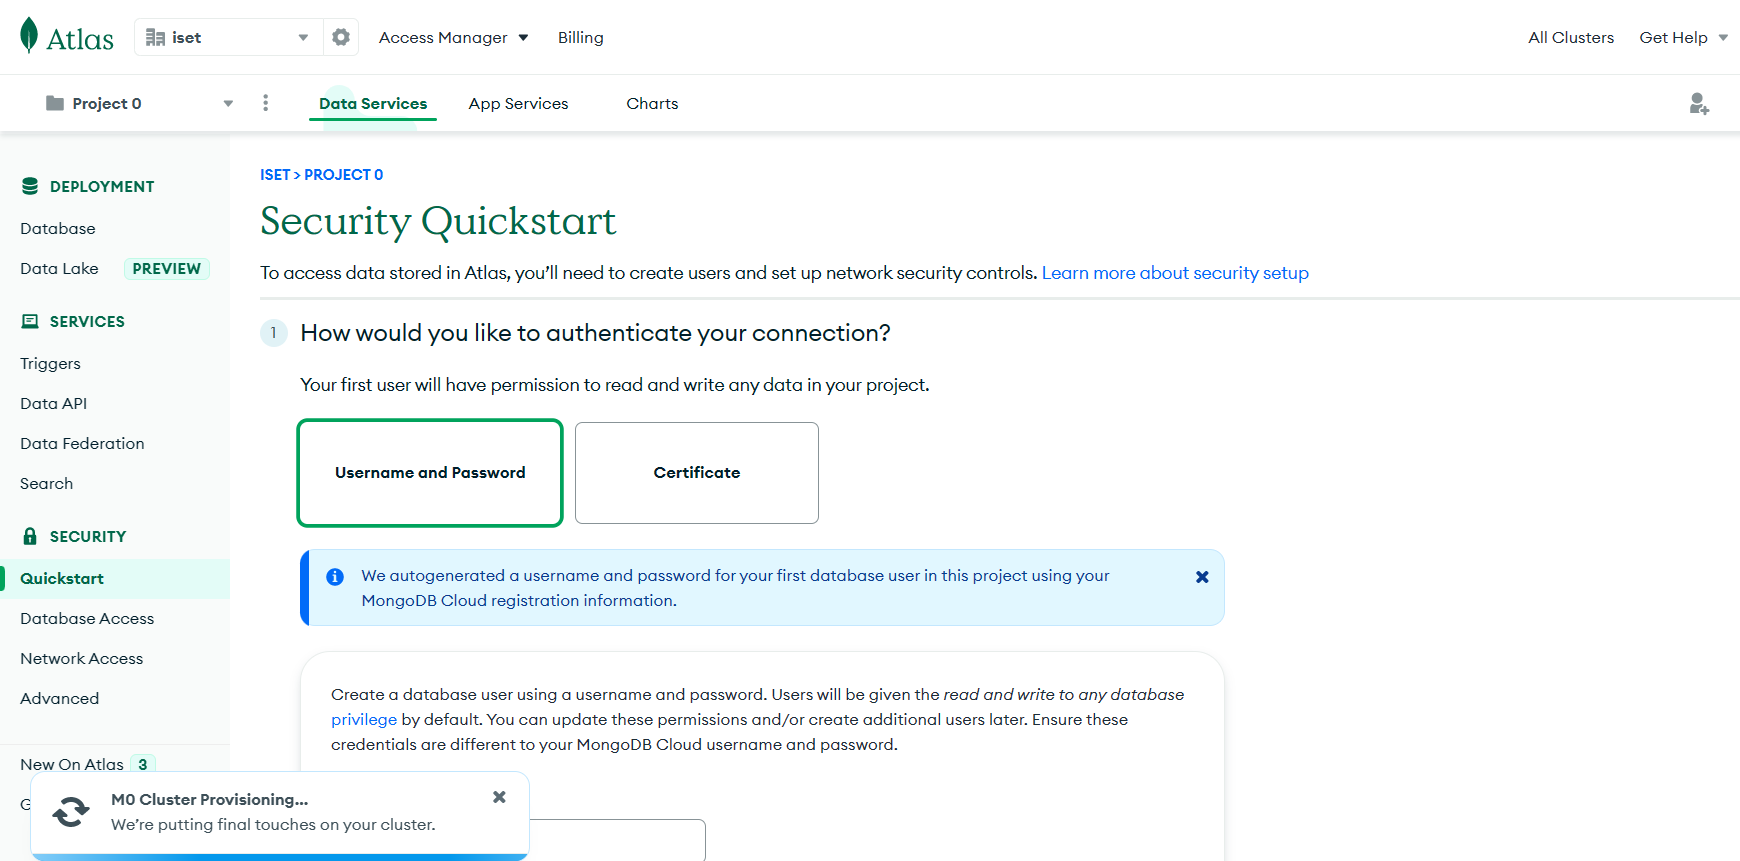 Atlas
iset
Access Manager
Billing
All Clusters
Get Help
Project 0
Data Services
App Services
Charts
DEPLOYMENT
Database
Data Lake
PREVIEW
SERVICES
Triggers
Data API
Data Federation
Search
SECURITY
Quickstart
Database Access
Network Access
Advanced
New On Atlas 3
G
ISET > PROJECT 0
Security Quickstart
To access data stored in Atlas, you’ll need to create users and set up network security controls. Learn more about security setup
1 How would you like to authenticate your connection?
Your first user will have permission to read and write any data in your project.
Username and Password
Certificate
We autogenerated a username and password for your first database user in this project using your
MongoDB Cloud registration information.
Create a database user using a username and password. Users will be given the read and write to any database
privilege by default. You can update these permissions and/or create additional users later. Ensure these
credentials are different to your MongoDB Cloud username and password.
M0 Cluster Provisioning...
We’re putting final touches on your cluster.